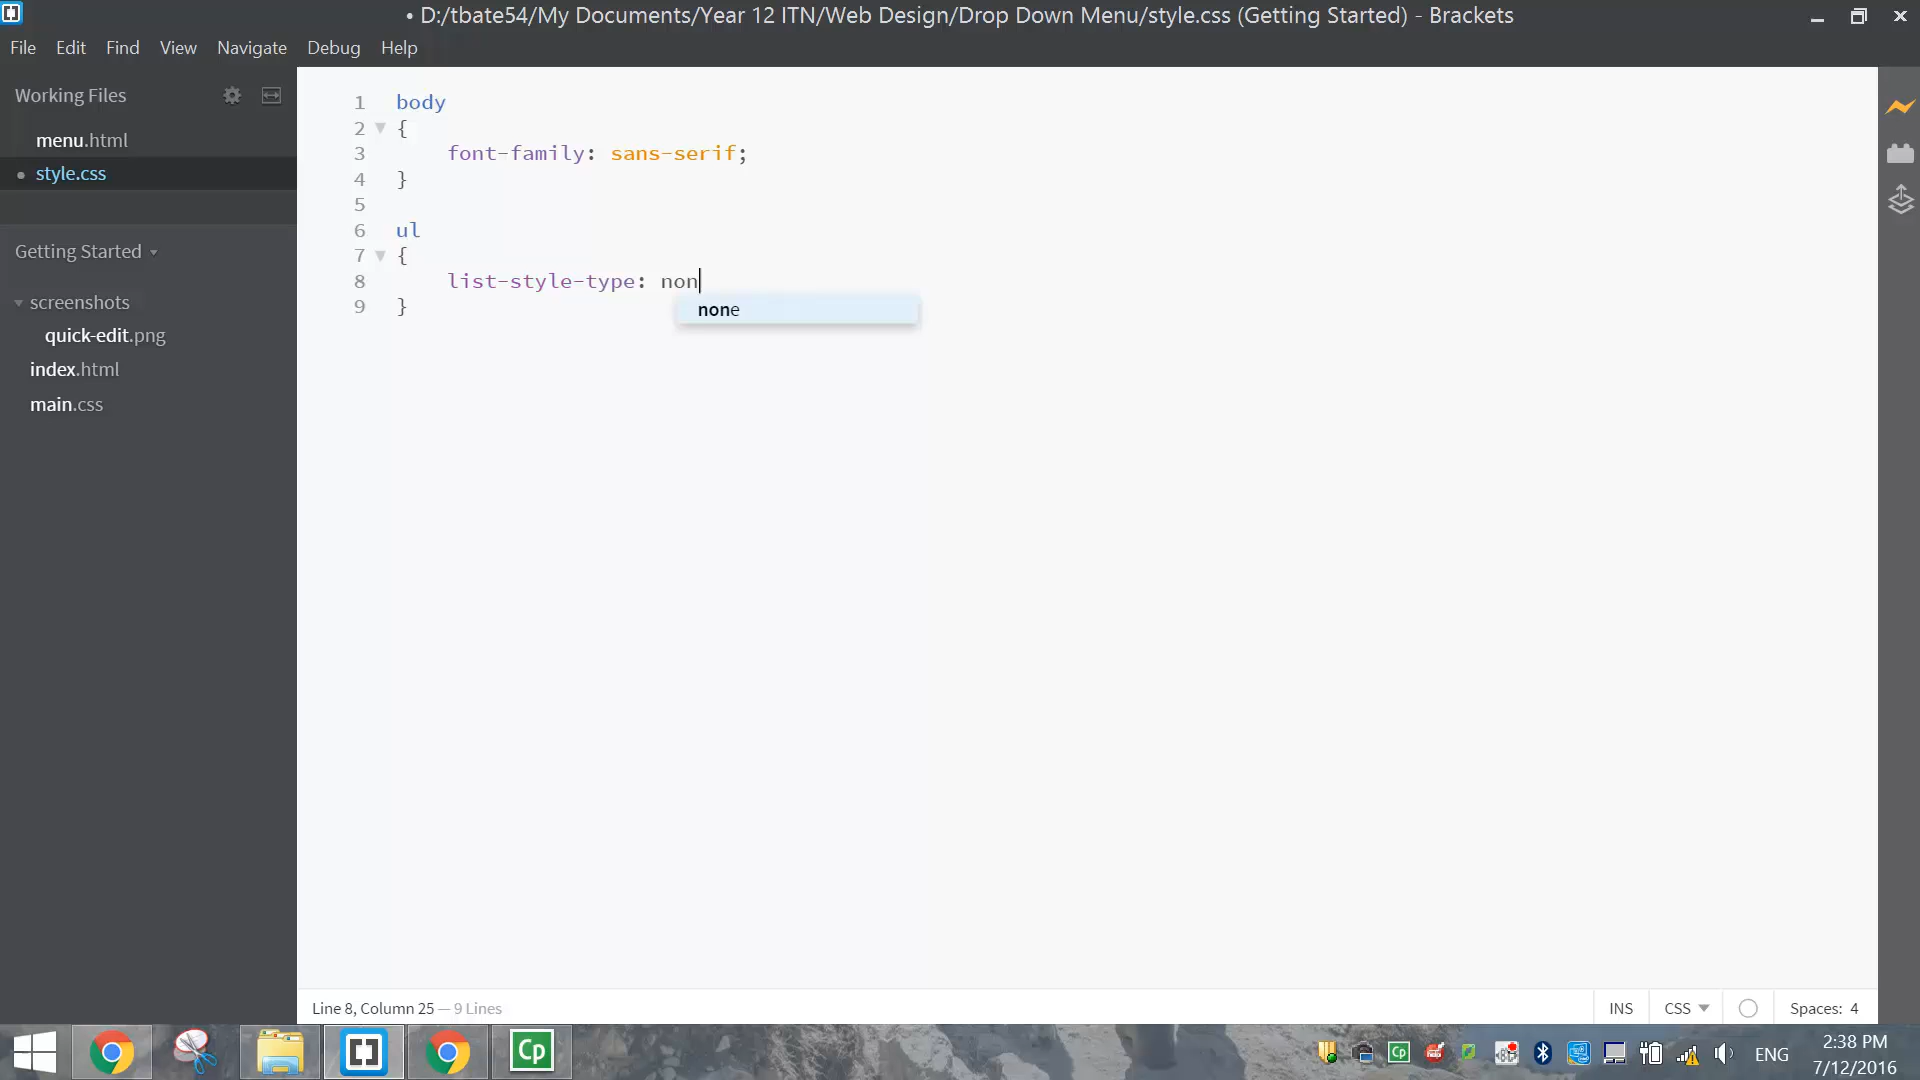 • D:/tbate54/My Documents/Year 12 ITN/Web Design/Drop Down Menu/style.css (Getting Started) - Brackets
File Edit Find View Navigate Debug Help
Working Files
menu.html
• style.css
Getting Started
screenshots
quick-edit.png
index.html
main.css
1 body
2 {
3 font-family: sans-serif;
4 }
5
6 ul
7 {
8 list-style-type: non
none
9 }
Line 8, Column 25 — 9 Lines
INS CSS Spaces: 4
Cp
Cp
ENG
2:38 PM
7/12/2016